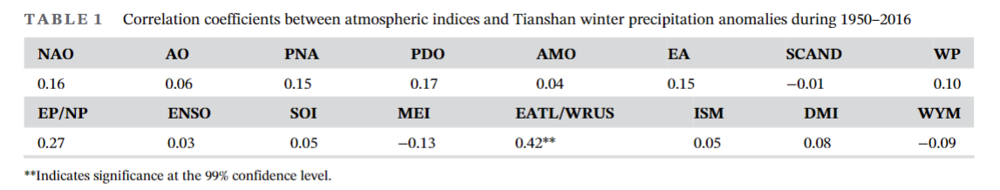 TABLE 1 Correlation coefficients between atmospheric indices and Tianshan winter precipitation anomalies during 1950–2016
NAO AO PNA PDO AMO EA SCAND WP
0.16 0.06 0.15 0.17 0.04 0.15 −0.01 0.10
EP/NP ENSO SOI MEI EATL/WRUS ISM DMI WYM
0.27 0.03 0.05 −0.13 0.42** 0.05 0.08 −0.09
**Indicates significance at the 99% confidence level.